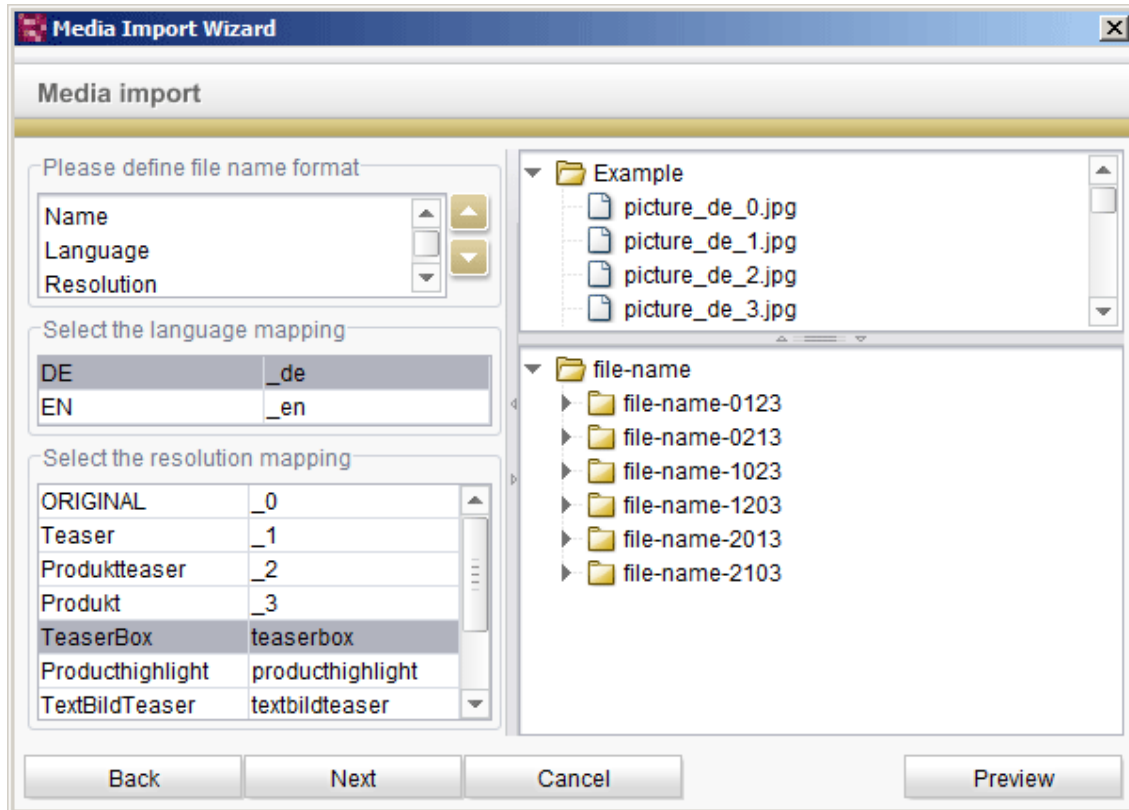 Media Import Wizard
Media import
Please define file name format
Name
Language
Resolution
Select the language mapping
DE _de
EN _en
Select the resolution mapping
ORIGINAL _0
Teaser _1
Produktteaser _2
Produkt _3
TeaserBox teaserbox
Producthighlight producthighlight
TextBildTeaser textbildteaser
Example
picture_de_0.jpg
picture_de_1.jpg
picture_de_2.jpg
picture_de_3.jpg
file-name
file-name-0123
file-name-0213
file-name-1023
file-name-1203
file-name-2013
file-name-2103
Back Next Cancel Preview